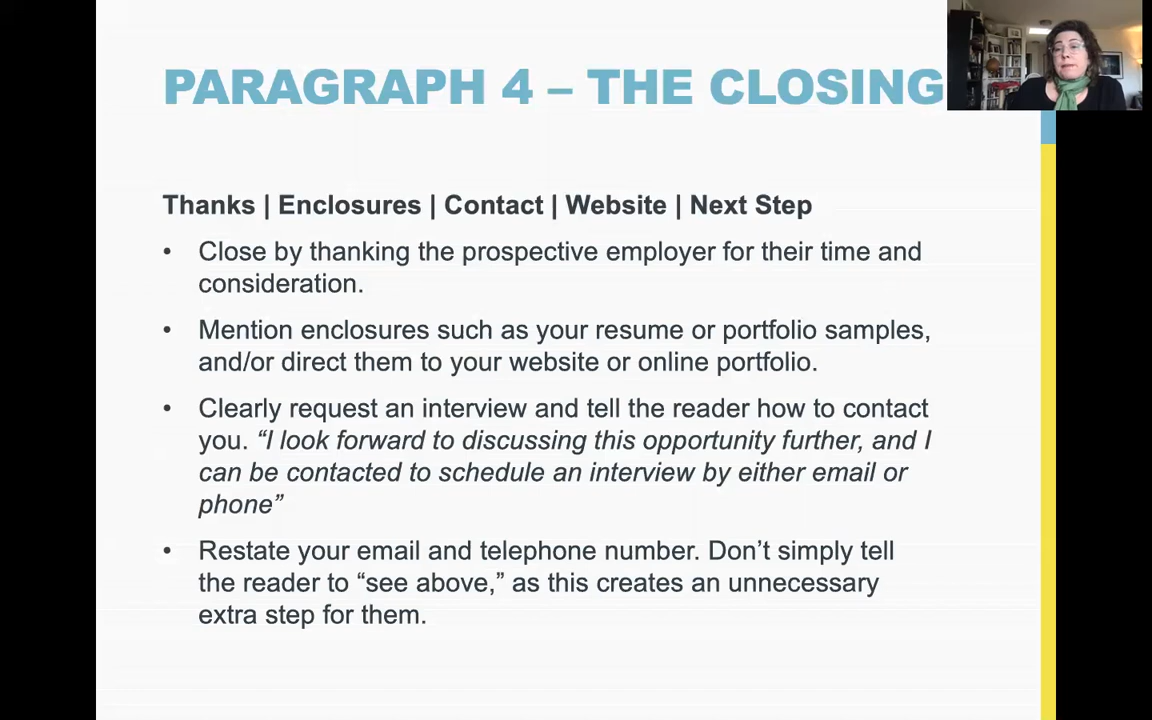 PARAGRAPH 4 – THE CLOSING
Thanks | Enclosures | Contact | Website | Next Step
• Close by thanking the prospective employer for their time and
consideration.
• Mention enclosures such as your resume or portfolio samples,
and/or direct them to your website or online portfolio.
• Clearly request an interview and tell the reader how to contact
you. “I look forward to discussing this opportunity further, and I
can be contacted to schedule an interview by either email or
phone”
• Restate your email and telephone number. Don’t simply tell
the reader to “see above,” as this creates an unnecessary
extra step for them.